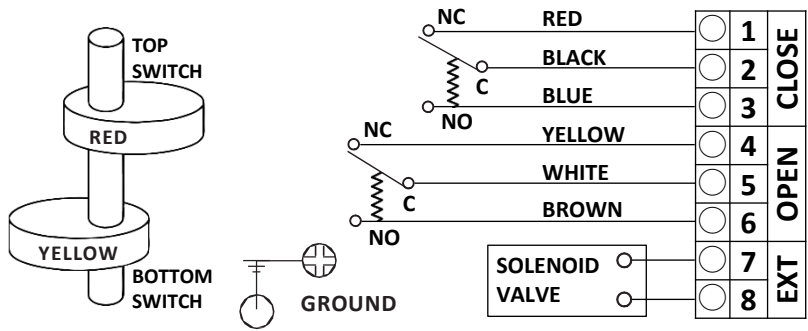 TOP
SWITCH
RED
YELLOW
BOTTOM
SWITCH
GROUND
NC
RED
1
BLACK
2
C
BLUE
3
NO
CLOSE
NC
YELLOW
4
WHITE
5
C
BROWN
6
NO
OPEN
SOLENOID
VALVE
7
8
EXT